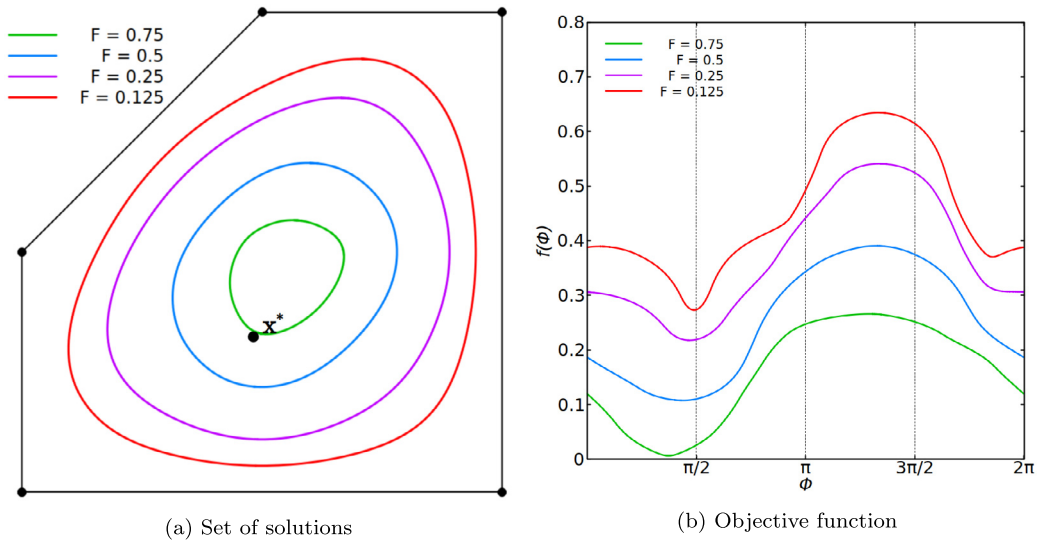 F = 0.75
F = 0.5
F = 0.25
F = 0.125
x*
(a) Set of solutions
0.8
0.7
0.6
0.5
0.4
0.3
0.2
0.1
0
f(Φ)
F = 0.75
F = 0.5
F = 0.25
F = 0.125
π/2
π
3π/2
2π
Φ
(b) Objective function